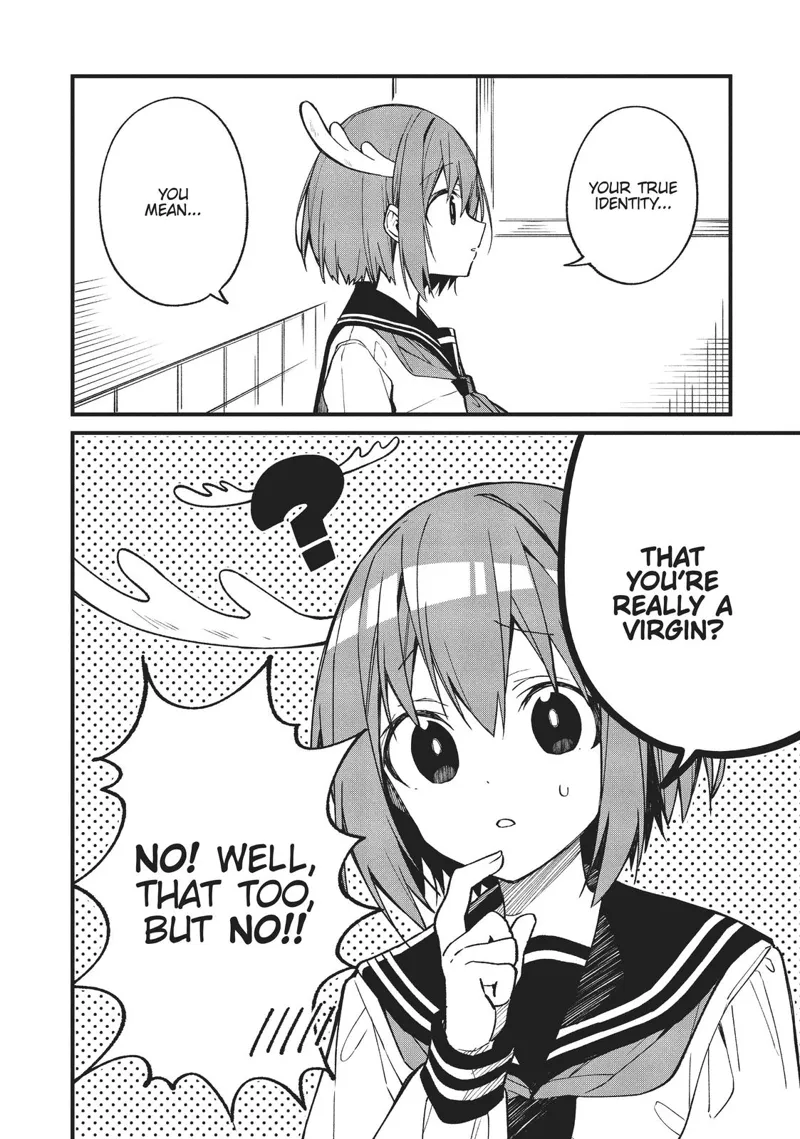 YOUR TRUE
IDENTITY...
YOU
MEAN...
THAT
YOU'RE
REALLY A
VIRGIN?
?
NO! WELL,
THAT TOO,
BUT NO!!